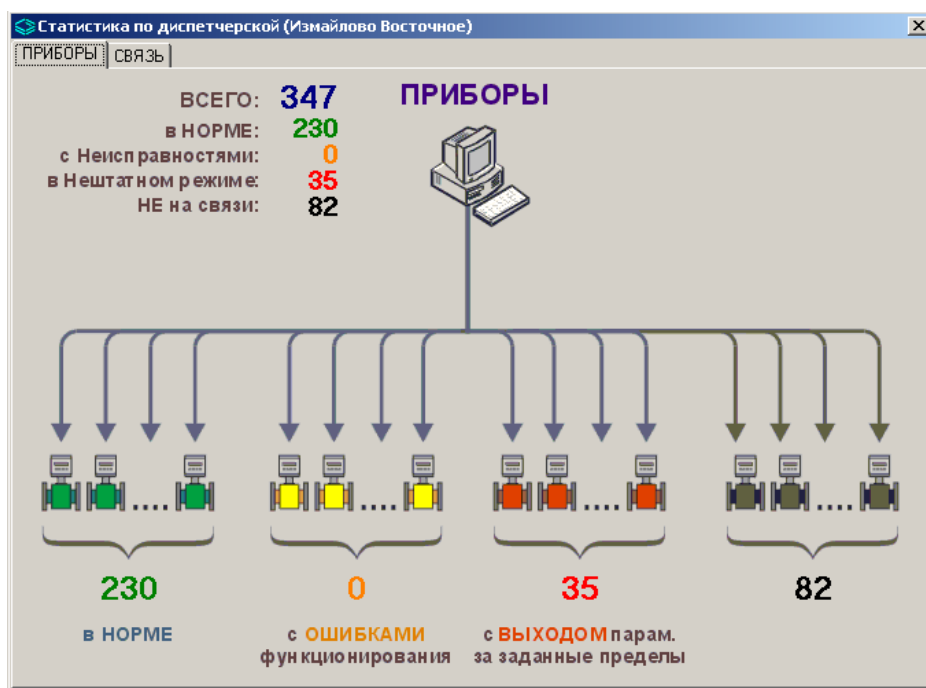 Статистика по диспетчерской (Измайлово Восточное)
ПРИБОРЫ СВЯЗЬ
ВСЕГО: 347 ПРИБОРЫ
в НОРМЕ: 230
с Неисправностями: 0
в Нештатном режиме: 35
НЕ на связи: 82
.... .... .... ....
230 0 35 82
в НОРМЕ с ОШИБКАМИ с ВЫХОДОМ парам.
функционирования за заданные пределы